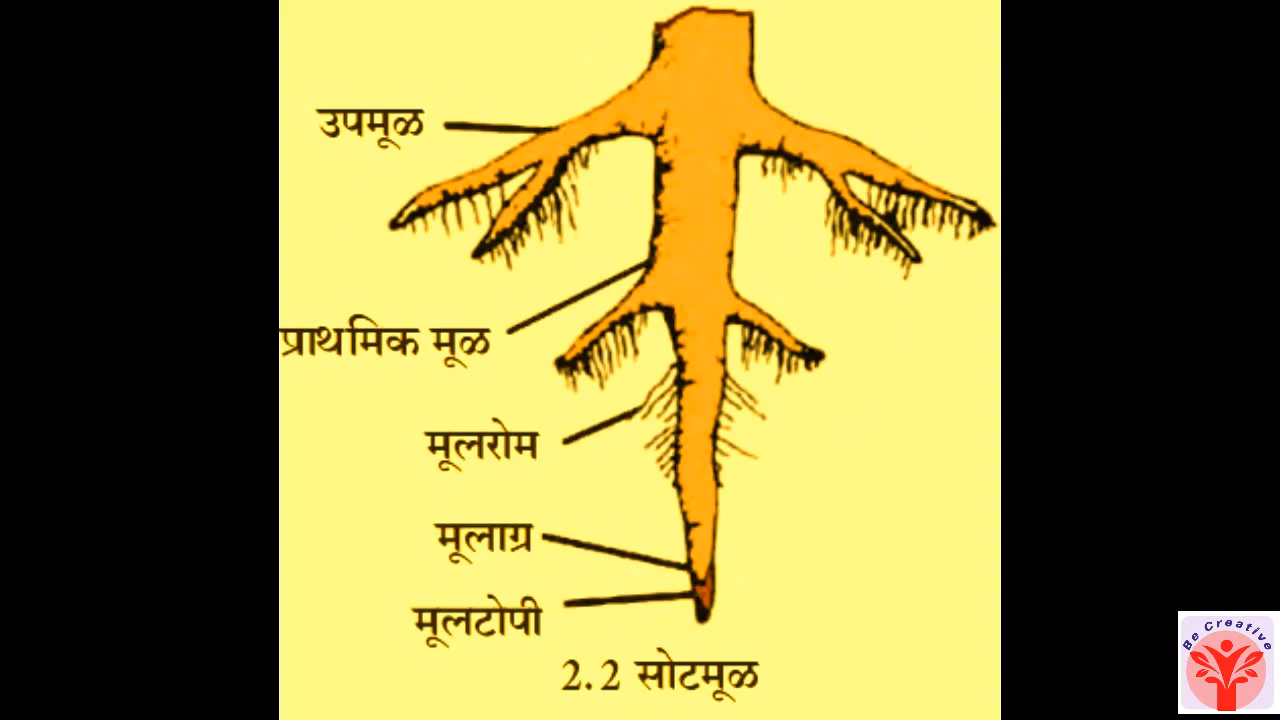 उपमूळ
प्राथमिक मूळ
मूलरोम
मूलाग्र
मूलटोपी
2.2 सोटमूळ
Be Creative